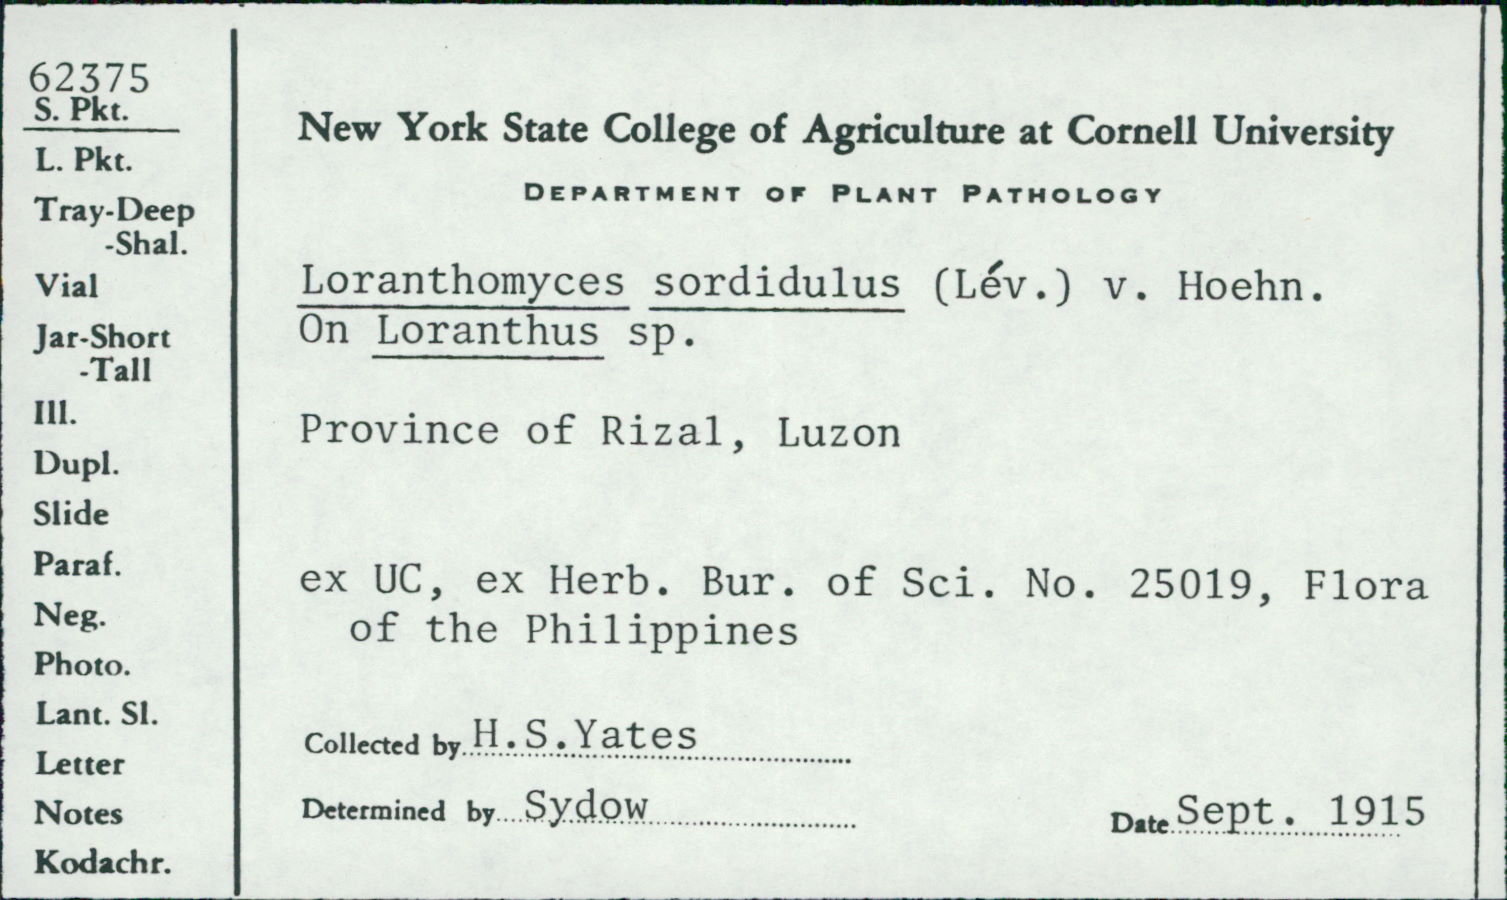 62375
S. Pkt.
L. Pkt.
Tray-Deep
-Shal.
Vial
Jar-Short
-Tall
Ill.
Dupl.
Slide
Paraf.
Neg.
Photo.
Lant. Sl.
Letter
Notes
Kodachr.
New York State College of Agriculture at Cornell University
DEPARTMENT OF PLANT PATHOLOGY
Loranthomyces sordidulus (Lév.) v. Hoehn.
On Loranthus sp.
Province of Rizal, Luzon
ex UC, ex Herb. Bur. of Sci. No. 25019, Flora
of the Philippines
Collected by H.S.Yates
Determined by Sydow
Date Sept. 1915